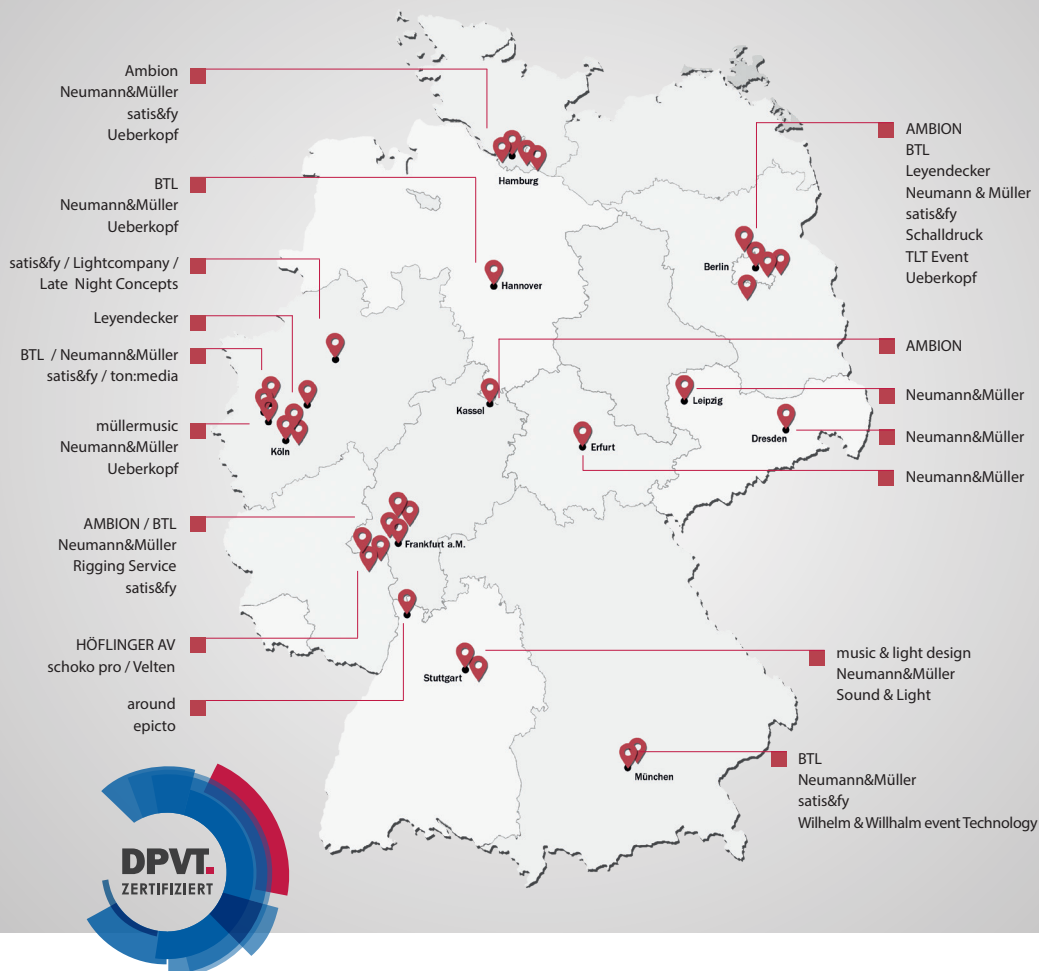 Ambion
Neumann&Müller
satis&fy
Ueberkopf
BTL
Neumann&Müller
Ueberkopf
satis&fy / Lightcompany /
Late Night Concepts
Leyendecker
BTL / Neumann&Müller
satis&fy / ton:media
müllermusic
Neumann&Müller
Ueberkopf
AMBION / BTL
Neumann&Müller
Rigging Service
satis&fy
HÖFLINGER AV
schoko pro / Velten
around
epicto
Hamburg
Hannover
Berlin
Kassel
Leipzig
Dresden
Erfurt
Köln
Frankfurt a.M.
Stuttgart
München
AMBION
BTL
Leyendecker
Neumann & Müller
satis&fy
Schalldruck
TLT Event
Ueberkopf
AMBION
Neumann&Müller
Neumann&Müller
Neumann&Müller
music & light design
Neumann&Müller
Sound & Light
BTL
Neumann&Müller
satis&fy
Wilhelm & Willhalm event Technology
DPVT.
ZERTIFIZIERT